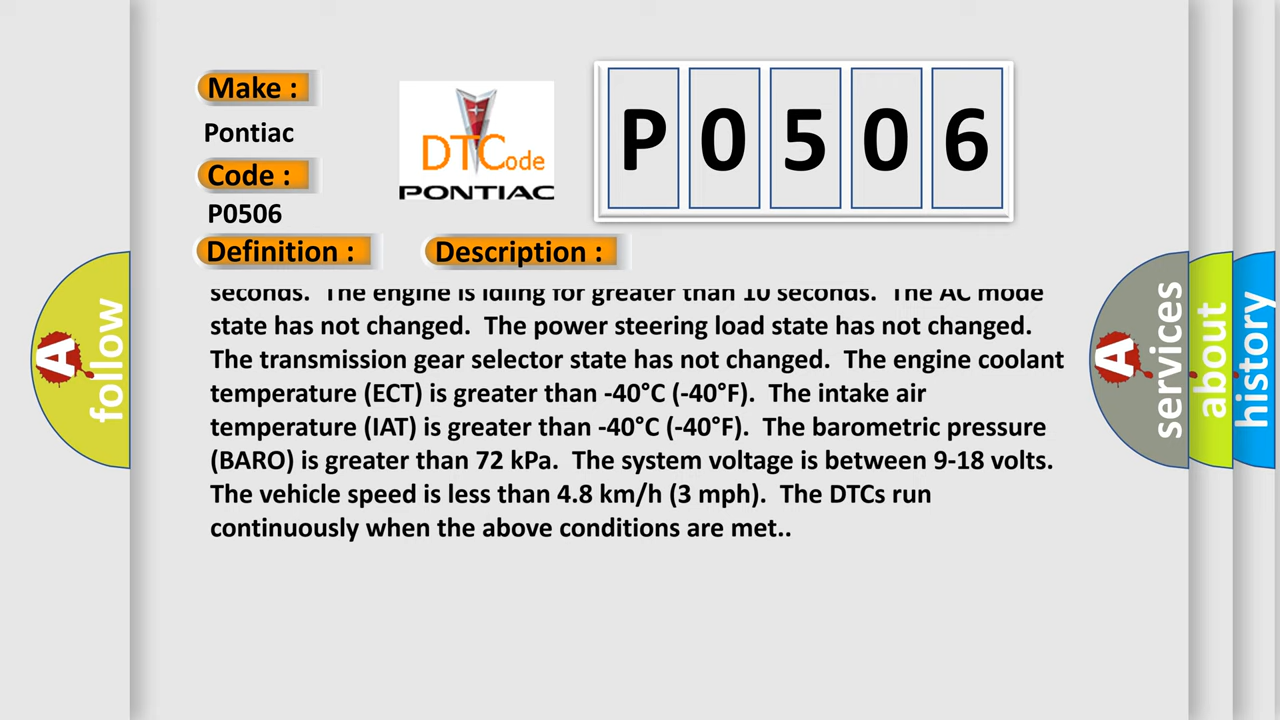 Make :
Pontiac
Code :
P0506
Definition :
Description :
DTCode
PONTIAC
P0506
seconds. The engine is idling for greater than 10 seconds. The AC mode
state has not changed. The power steering load state has not changed.
The transmission gear selector state has not changed. The engine coolant
temperature (ECT) is greater than -40°C (-40°F). The intake air
temperature (IAT) is greater than -40°C (-40°F). The barometric pressure
(BARO) is greater than 72 kPa. The system voltage is between 9-18 volts.
The vehicle speed is less than 4.8 km/h (3 mph). The DTCs run
continuously when the above conditions are met..
A follow
A services
about
history